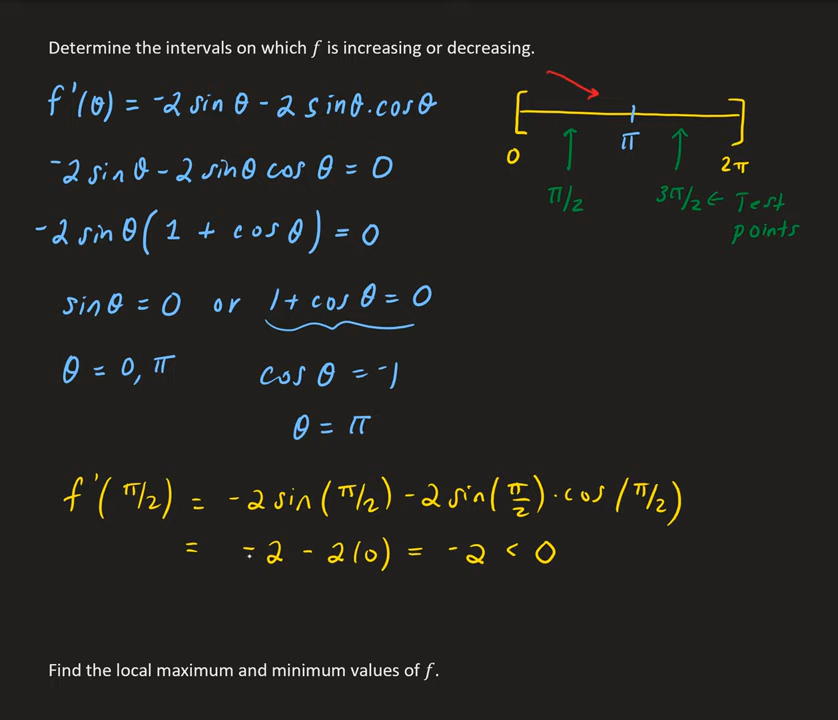 Determine the intervals on which f is increasing or decreasing.
f'(θ) = -2 sin θ - 2 sinθ · cosθ
0 π 2π
-2 sin θ - 2 sinθ cos θ = 0
π/2 3π/2 ← Test points
-2 sin θ (1 + cos θ) = 0
sin θ = 0 or 1 + cos θ = 0
θ = 0, π cos θ = -1
θ = π
f'(π/2) = -2 sin(π/2) - 2 sin(π/2) · cos(π/2)
= -2 - 2(0) = -2 < 0
Find the local maximum and minimum values of f.